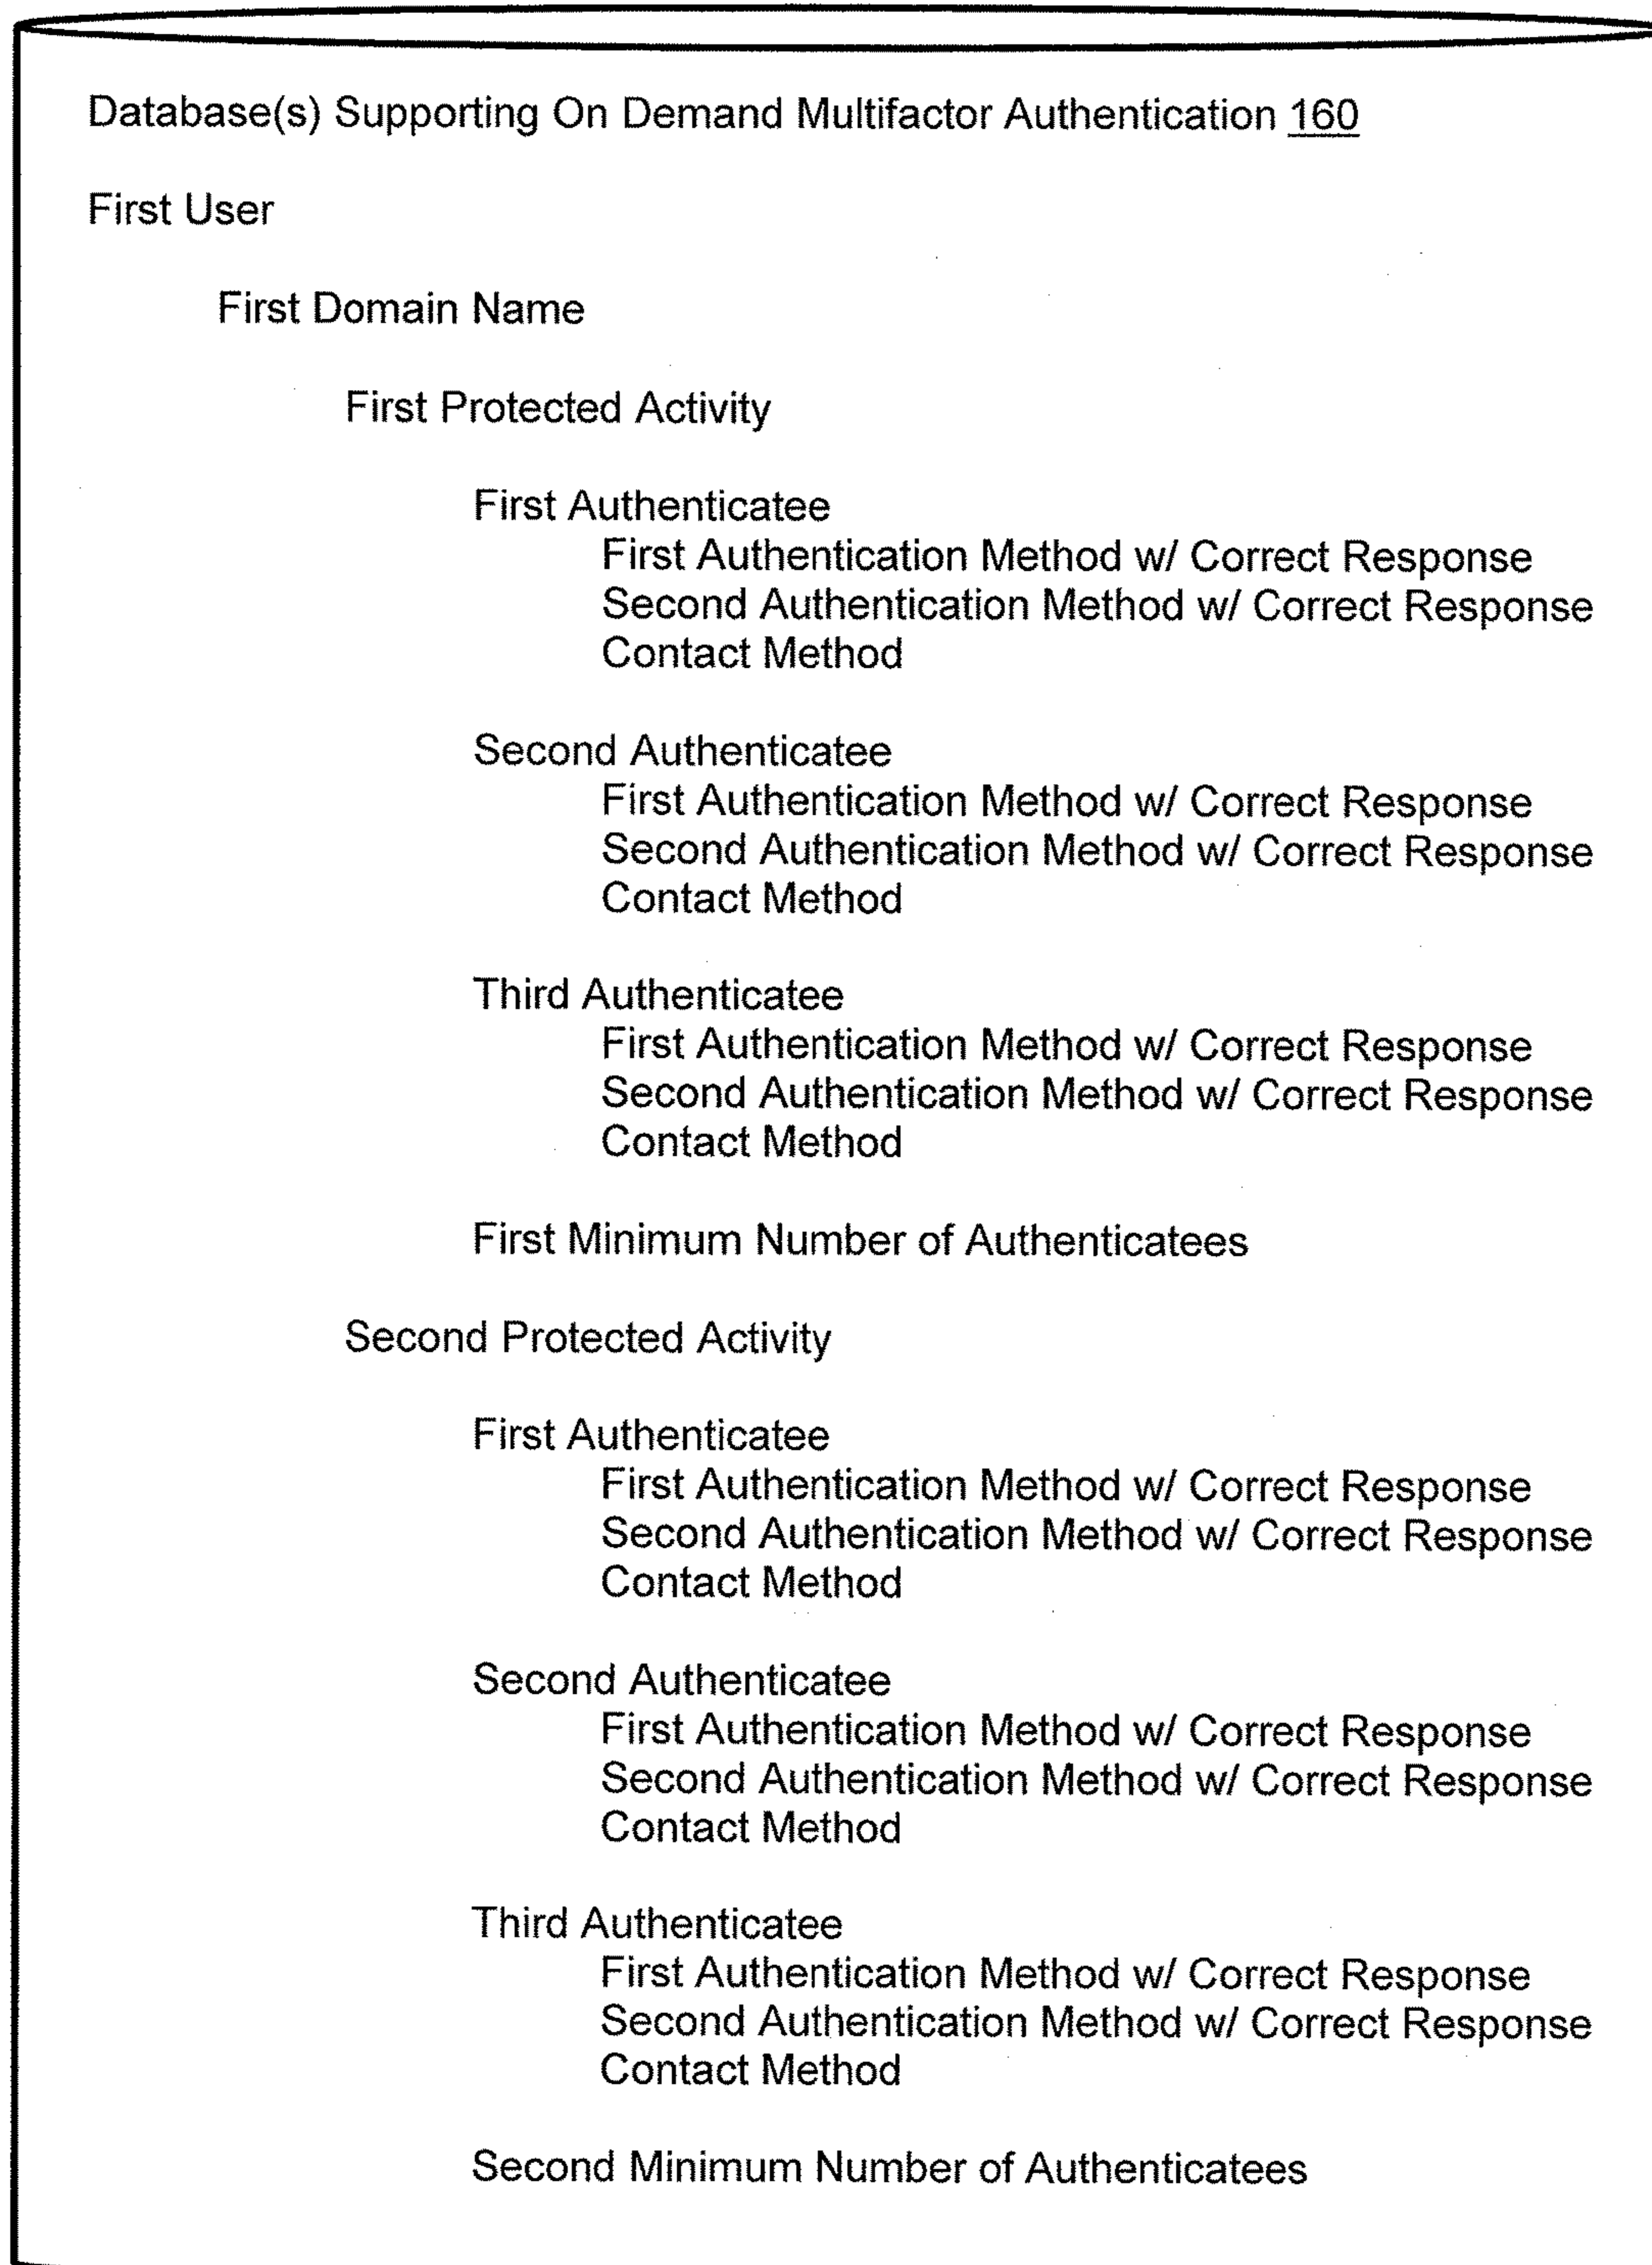 Database(s) Supporting On Demand Multifactor Authentication 160
First User
First Domain Name
First Protected Activity
First Authenticatee
First Authentication Method w/ Correct Response
Second Authentication Method w/ Correct Response
Contact Method
Second Authenticatee
First Authentication Method w/ Correct Response
Second Authentication Method w/ Correct Response
Contact Method
Third Authenticatee
First Authentication Method w/ Correct Response
Second Authentication Method w/ Correct Response
Contact Method
First Minimum Number of Authenticatees
Second Protected Activity
First Authenticatee
First Authentication Method w/ Correct Response
Second Authentication Method w/ Correct Response
Contact Method
Second Authenticatee
First Authentication Method w/ Correct Response
Second Authentication Method w/ Correct Response
Contact Method
Third Authenticatee
First Authentication Method w/ Correct Response
Second Authentication Method w/ Correct Response
Contact Method
Second Minimum Number of Authenticatees